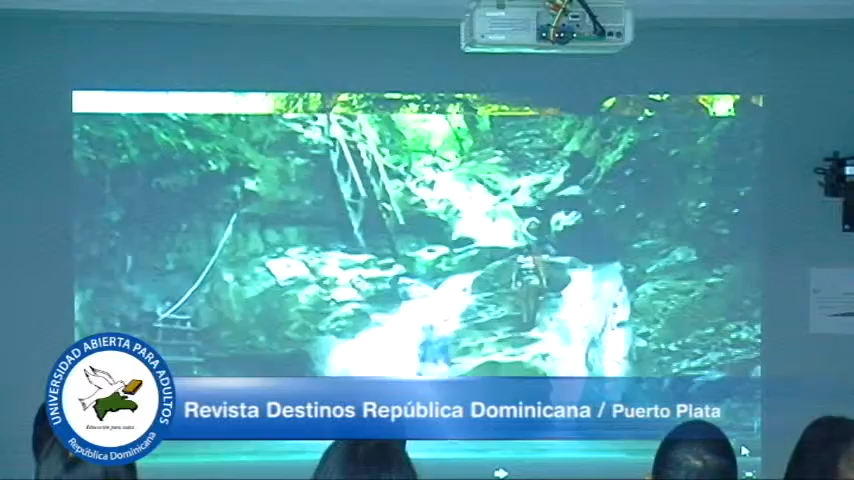 UNIVERSIDAD ABIERTA PARA ADULTOS
Educación para todos
República Dominicana
Revista Destinos República Dominicana / Puerto Plata